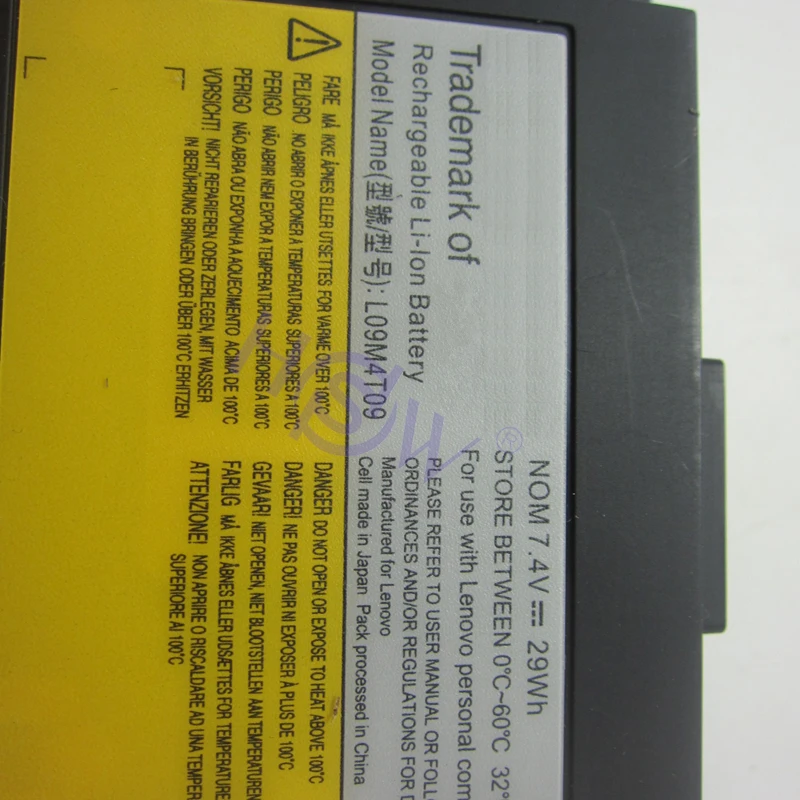 Trademark of
Rechargeable Li-Ion Battery
Model Name(型號/型号): L09M4T09
NOM 7.4V 29Wh
STORE BETWEEN 0°C~60°C 32°
For use with Lenovo personal com
PLEASE REFER TO USER MANUAL OR FOLL
ORDINANCES AND/OR REGULATIONS FOR D
Manufactured for Lenovo
Cell made in Japan Pack processed in China
FARE MÅ IKKE ÅPNES ELLER UTSETTES FOR VARME OVER 100°C
PELIGRO NO ABRIR O EXPONER A TEMPERATURAS SUPERIORES A 100°C
PERIGO NÃO ABRIR NEM EXPOR A TEMPERATURAS SUPERIORES A 100°C
PERIGO NÃO ABRA OU EXPONHA A AQUECIMENTO ACIMA DE 100°C
VORSICHT! NICHT REPARIEREN ODER ZERLEGEN, MIT WASSER
IN BERÜHRUNG BRINGEN ODER ÜBER 100°C ERHITZEN
DANGER DO NOT OPEN OR EXPOSE TO HEAT ABOVE 100°C
DANGER! NE PAS OUVRIR NI EXPOSER À PLUS DE 100°C
GEVAAR! NIET OPENEN, NIET BLOOTSTELLEN AAN TEMPERATUREN
FARLIG MÅ IKKE ÅBNES ELLER UDSÆTTES FOR TEMPERATURE
ATTENZIONE! NON APRIRE O RISCALDARE AD UNA TEMPER
SUPERIORE AI 100°C
HSW®